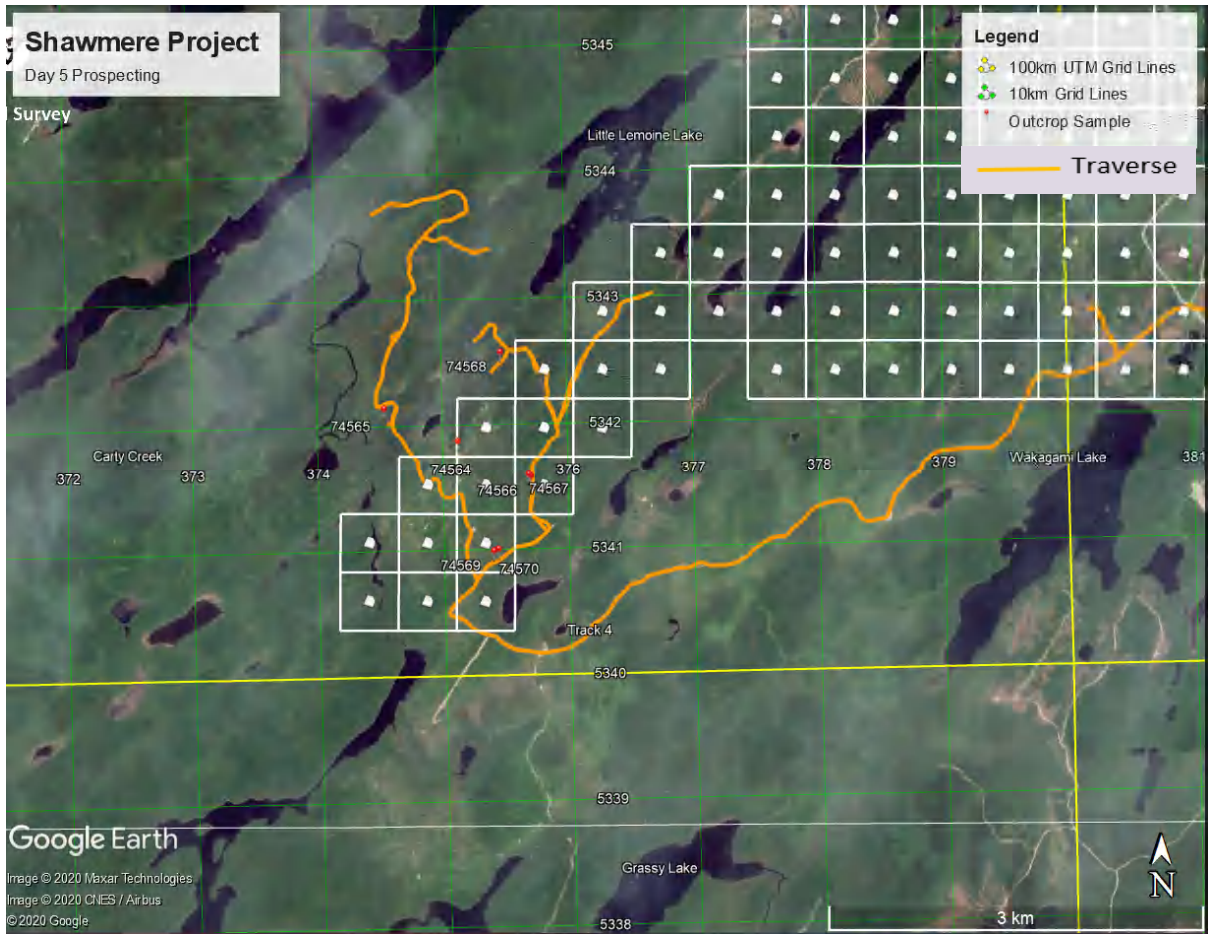 Shawmere Project
Day 5 Prospecting
Survey
Legend
100km UTM Grid Lines
10km Grid Lines
Outcrop Sample
Traverse
5345
Little Lemoine Lake
5344
5343
74568
74565
5342
Carty Creek
372
373
374
74564
74566
74567
376
377
378
379
Wakagami Lake
381
5341
74569
74570
Track 4
5340
5339
Google Earth
Grassy Lake
Image © 2020 Maxar Technologies
Image © 2020 CNES / Airbus
© 2020 Google
5338
3 km
N